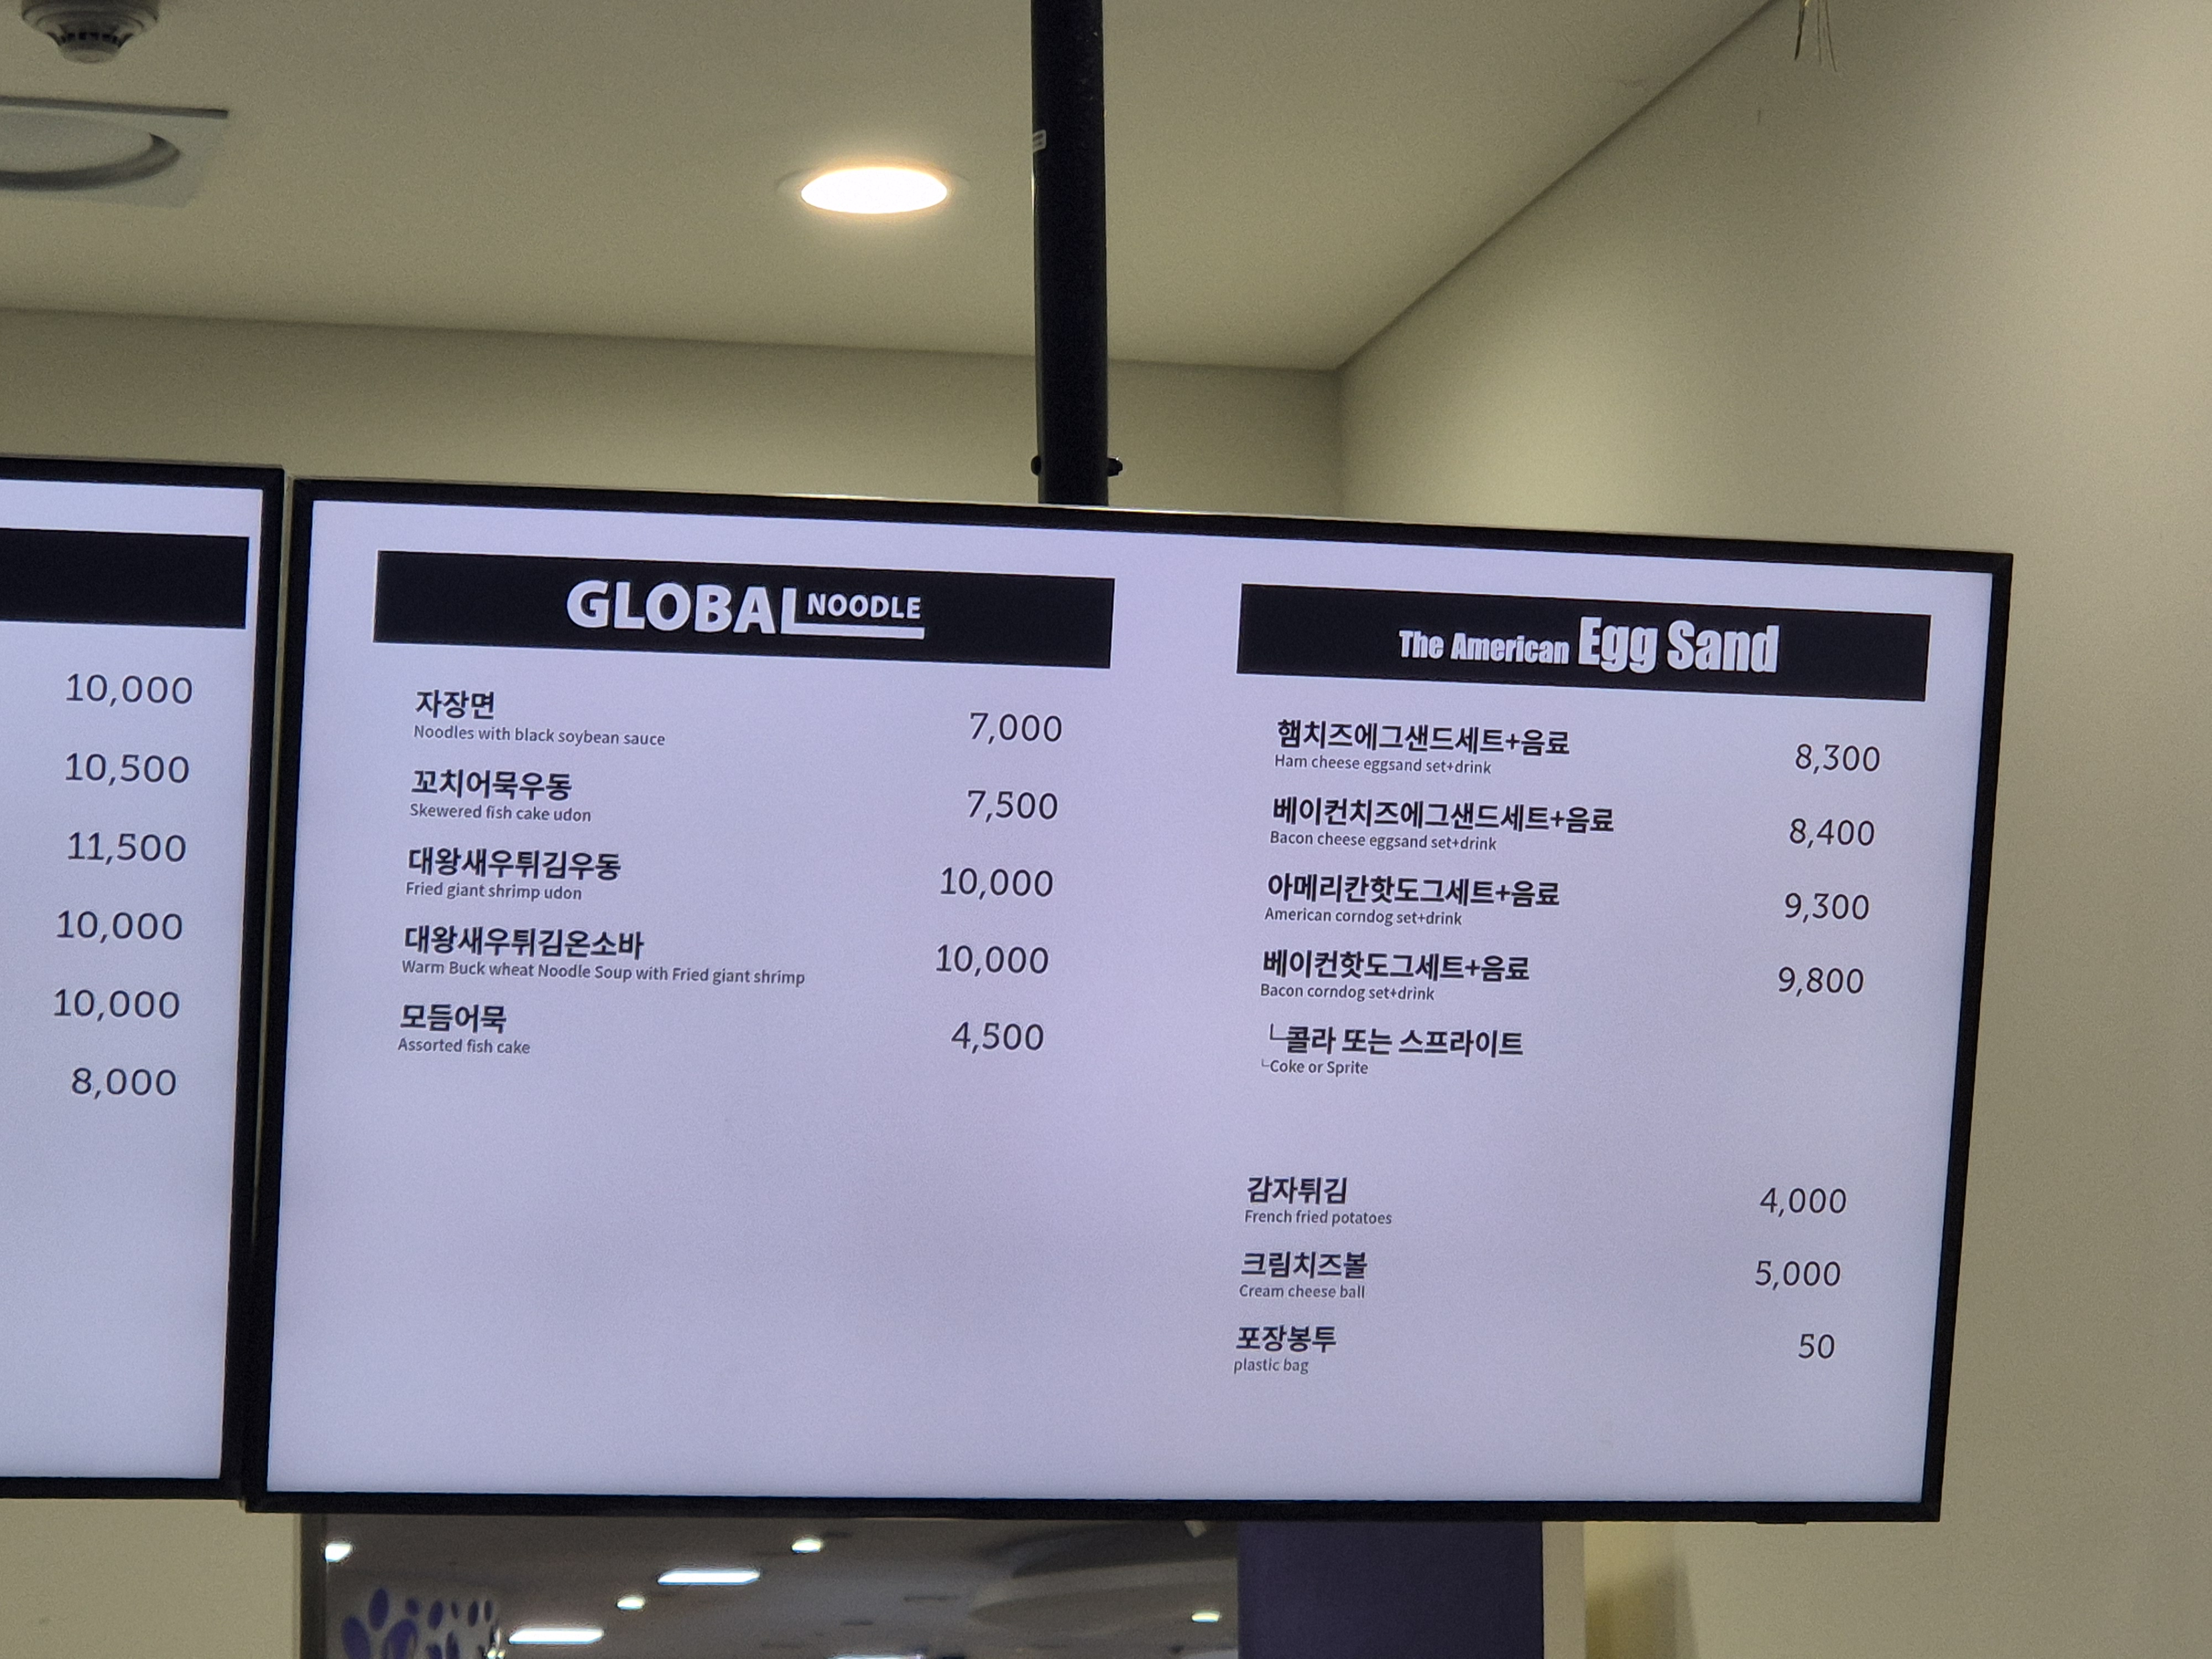 10,000
10,500
11,500
10,000
10,000
8,000
GLOBAL NOODLE
자장면 7,000
Noodles with black soybean sauce
꼬치어묵우동 7,500
Skewered fish cake udon
대왕새우튀김우동 10,000
Fried giant shrimp udon
대왕새우튀김온소바 10,000
Warm Buck wheat Noodle Soup with Fried giant shrimp
모듬어묵 4,500
Assorted fish cake
The American Egg Sand
햄치즈에그샌드세트+음료 8,300
Ham cheese eggsand set+drink
베이컨치즈에그샌드세트+음료 8,400
Bacon cheese eggsand set+drink
아메리칸핫도그세트+음료 9,300
American corndog set+drink
베이컨핫도그세트+음료 9,800
Bacon corndog set+drink
└콜라 또는 스프라이트
└Coke or Sprite
감자튀김 4,000
French fried potatoes
크림치즈볼 5,000
Cream cheese ball
포장봉투 50
plastic bag